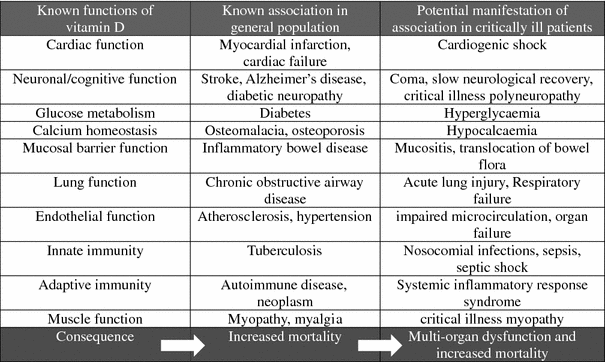 Known functions of
vitamin D
Known association in
general population
Potential manifestation of
association in critically ill patients
Cardiac function
Myocardial infarction,
cardiac failure
Cardiogenic shock
Neuronal/cognitive function
Stroke, Alzheimer's disease,
diabetic neuropathy
Coma, slow neurological recovery,
critical illness polyneuropathy
Glucose metabolism
Diabetes
Hyperglycaemia
Calcium homeostasis
Osteomalacia, osteoporosis
Hypocalcaemia
Mucosal barrier function
Inflammatory bowel disease
Mucositis, translocation of bowel
flora
Lung function
Chronic obstructive airway
disease
Acute lung injury, Respiratory
failure
Endothelial function
Atherosclerosis, hypertension
impaired microcirculation, organ
failure
Innate immunity
Tuberculosis
Nosocomial infections, sepsis,
septic shock
Adaptive immunity
Autoimmune disease,
neoplasm
Systemic inflammatory response
syndrome
Muscle function
Myopathy, myalgia
critical illness myopathy
Consequence
Increased mortality
Multi-organ dysfunction and
increased mortality